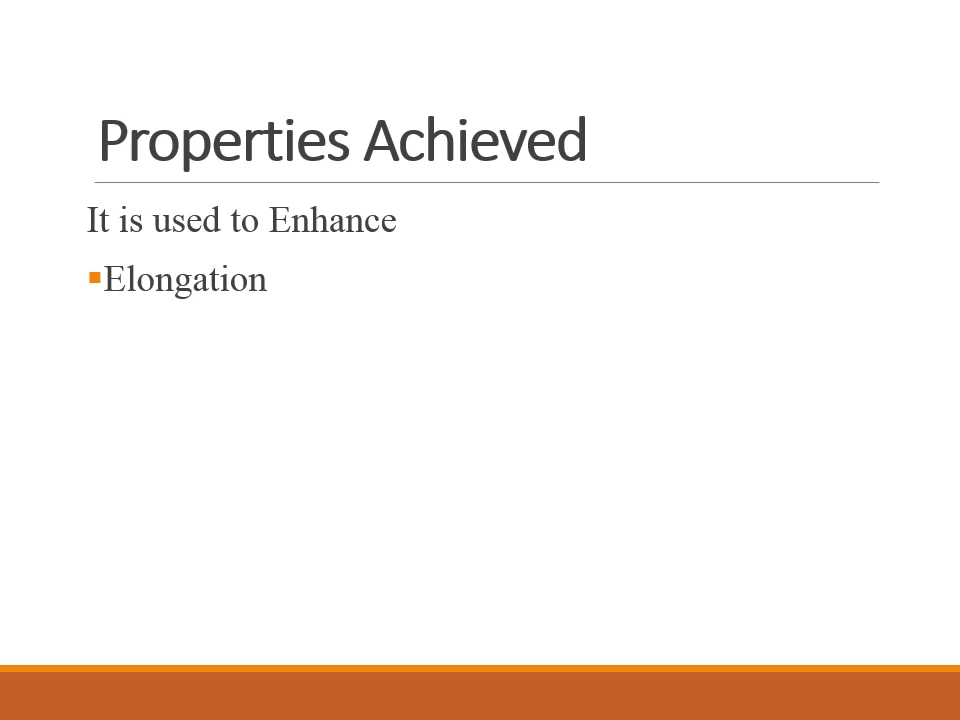 Properties Achieved
It is used to Enhance
▪Elongation